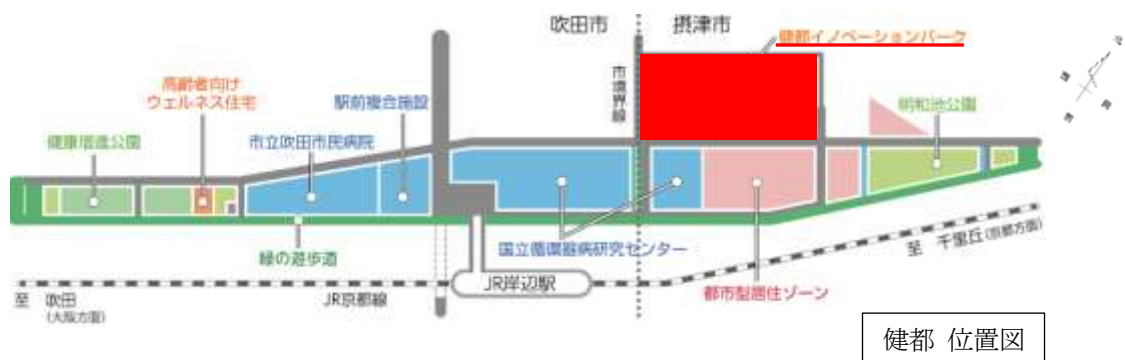 吹田市
摂津市
健都イノベーションパーク
市境界線
高齢者向け
ウェルネス住宅
駅前複合施設
明和池公園
健康増進公園
市立吹田市民病院
国立循環器病研究センター
緑の遊歩道
至 千里丘(京都方面)
JR岸辺駅
都市型居住ゾーン
至 吹田
(大阪方面)
JR京都線
健都 位置図